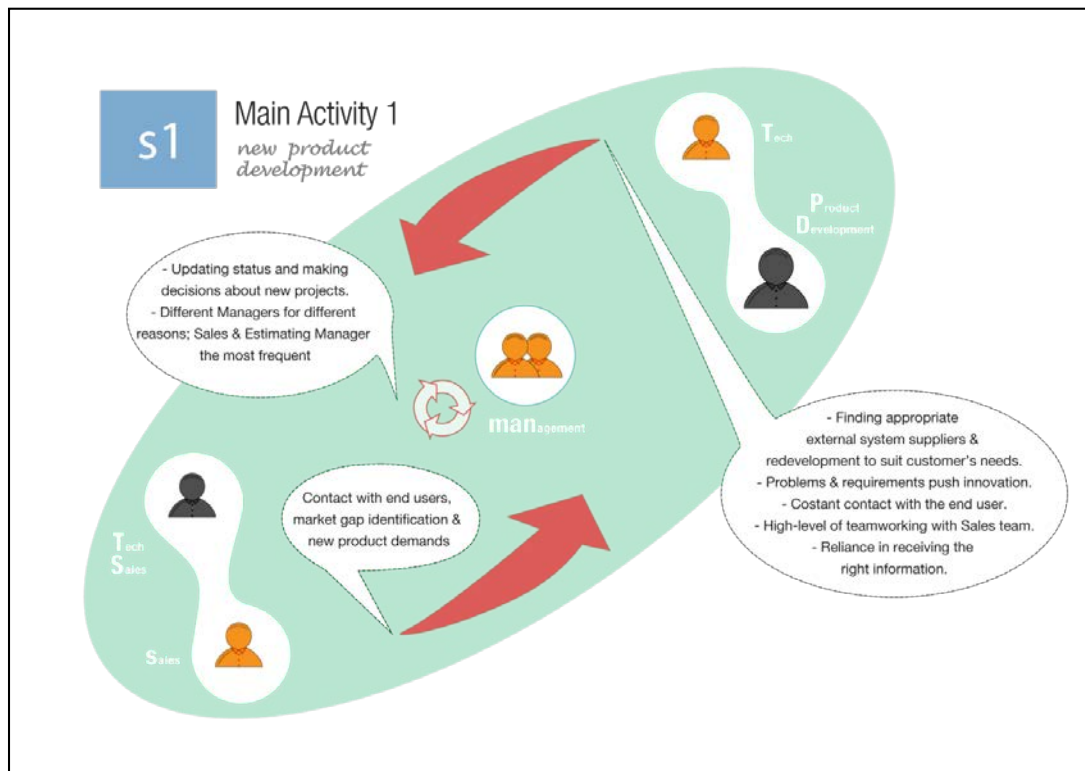 s1
Main Activity 1
new product
development
Tech
Product
Development
- Updating status and making
decisions about new projects.
- Different Managers for different
reasons; Sales & Estimating Manager
the most frequent
management
- Finding appropriate
external system suppliers &
redevelopment to suit customer's needs.
- Problems & requirements push innovation.
- Costant contact with the end user.
- High-level of teamworking with Sales team.
- Reliance in receiving the
right information.
Contact with end users,
market gap identification &
new product demands
Tech
Sales
Sales